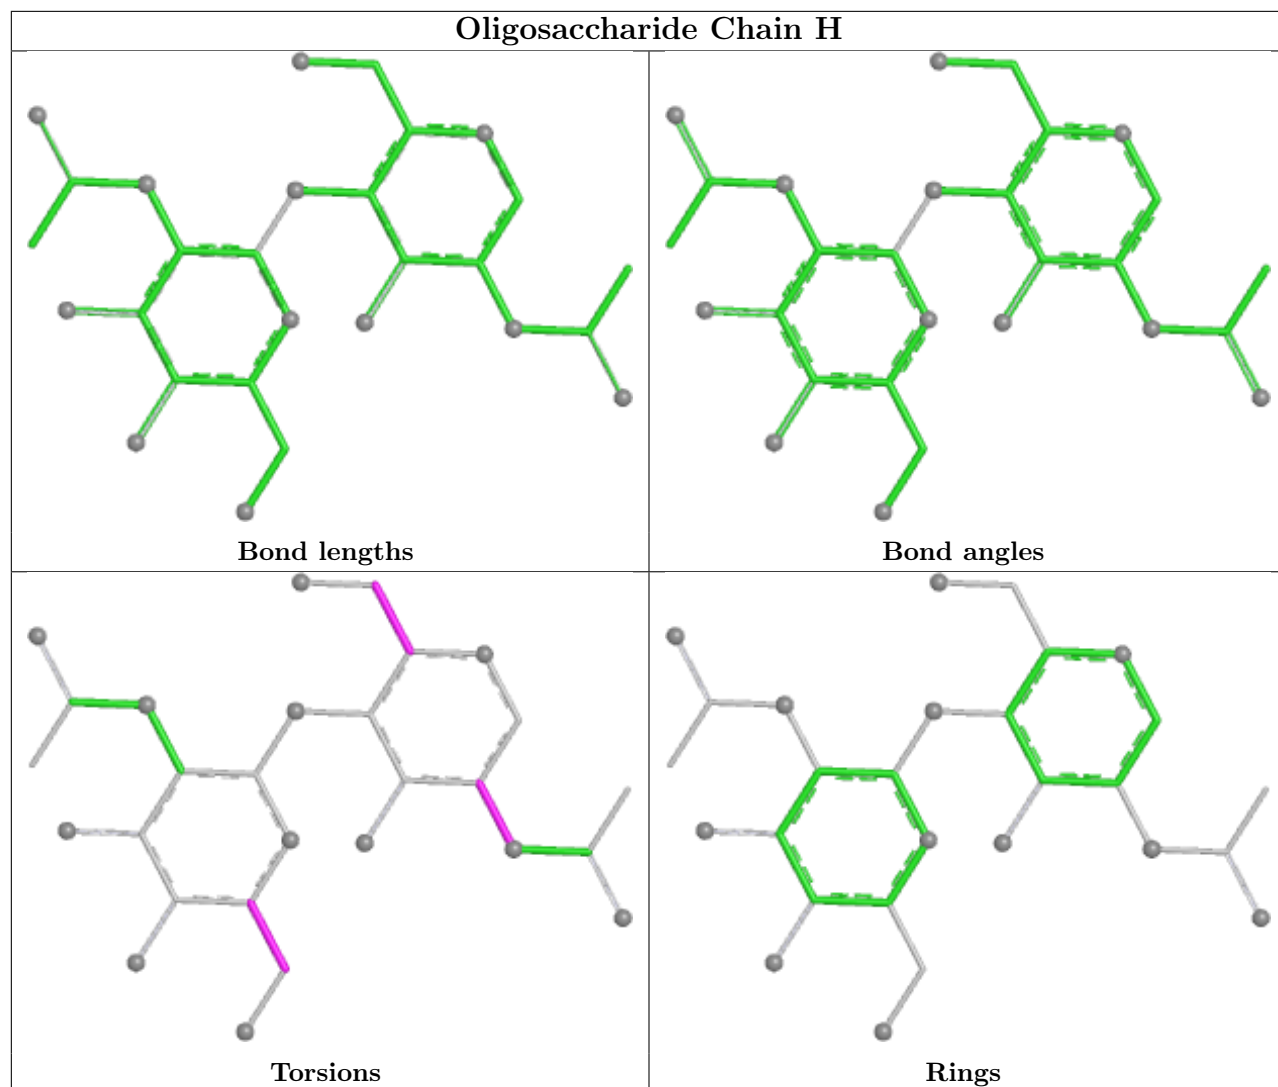 Oligosaccharide Chain H
Bond lengths
Bond angles
Torsions
Rings